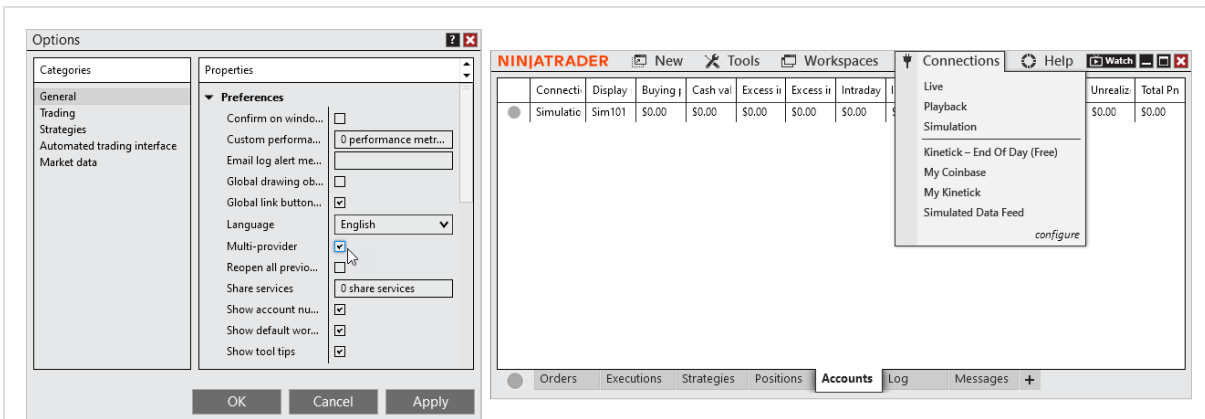 Options
?
Categories
General
Trading
Strategies
Automated trading interface
Market data
Properties
Preferences
Confirm on windo...
Custom performa... 0 performance metr...
Email log alert me...
Global drawing ob...
Global link button...
Language English
Multi-provider
Reopen all previo...
Share services 0 share services
Show account nu...
Show default wor...
Show tool tips
OK Cancel Apply
NINJATRADER New Tools Workspaces Connections Help Watch
Connecti Display Buying Cash val Excess i Excess i Intraday Unrealiz Total Pn
Simulatio Sim101 $0.00 $0.00 $0.00 $0.00 $0.00 $0.00 $0.00
Live
Playback
Simulation
Kinetick – End Of Day (Free)
My Coinbase
My Kinetick
Simulated Data Feed
configure
Orders Executions Strategies Positions Accounts Log Messages +